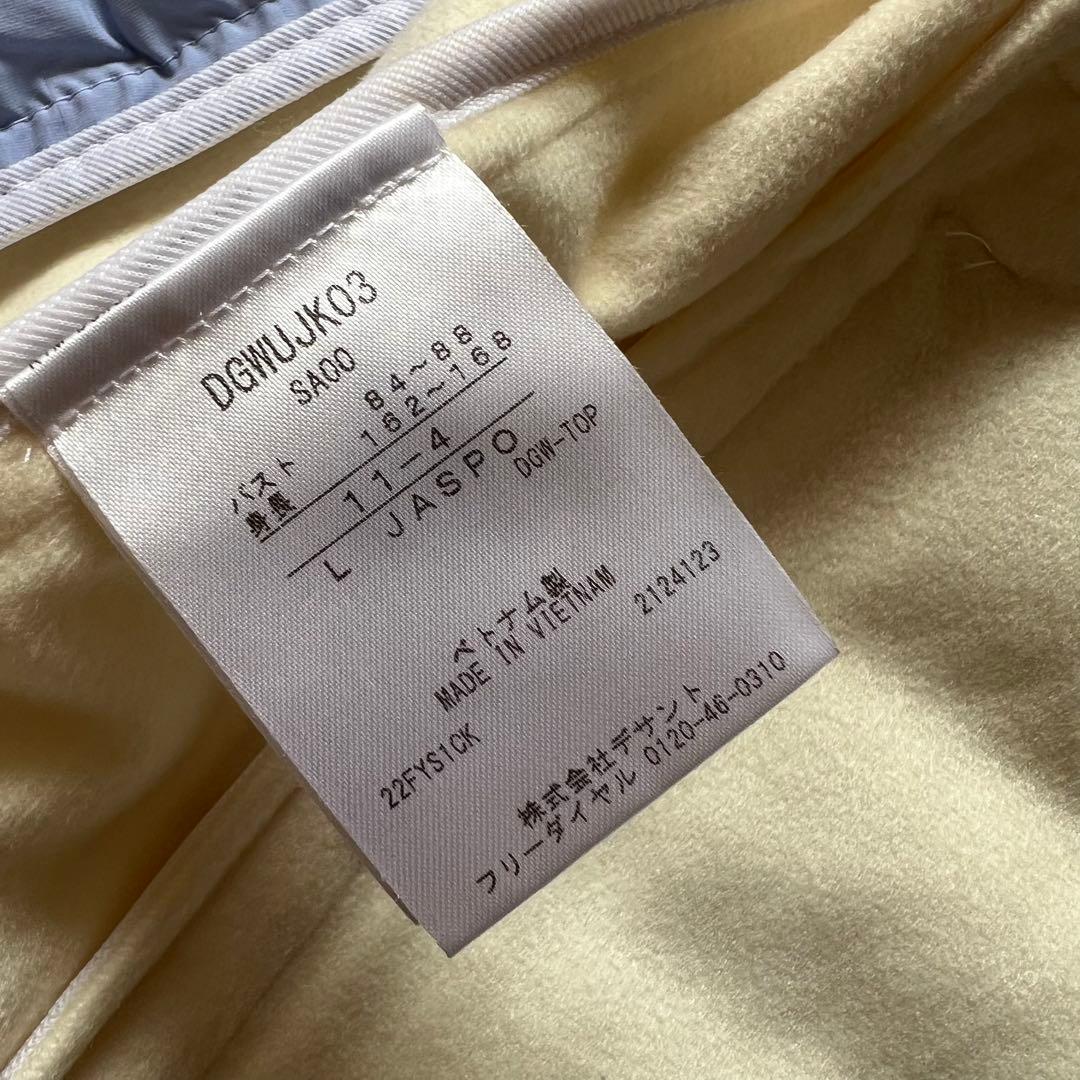 DGWUJK03
SA00
バスト 84~88
身長 162~168
11-4
L JASPO
DGW-TOP
ベトナム製
MADE IN VIETNAM 2124123
22FYS1CK
株式会社デサント
フリーダイヤル 0120-46-0310